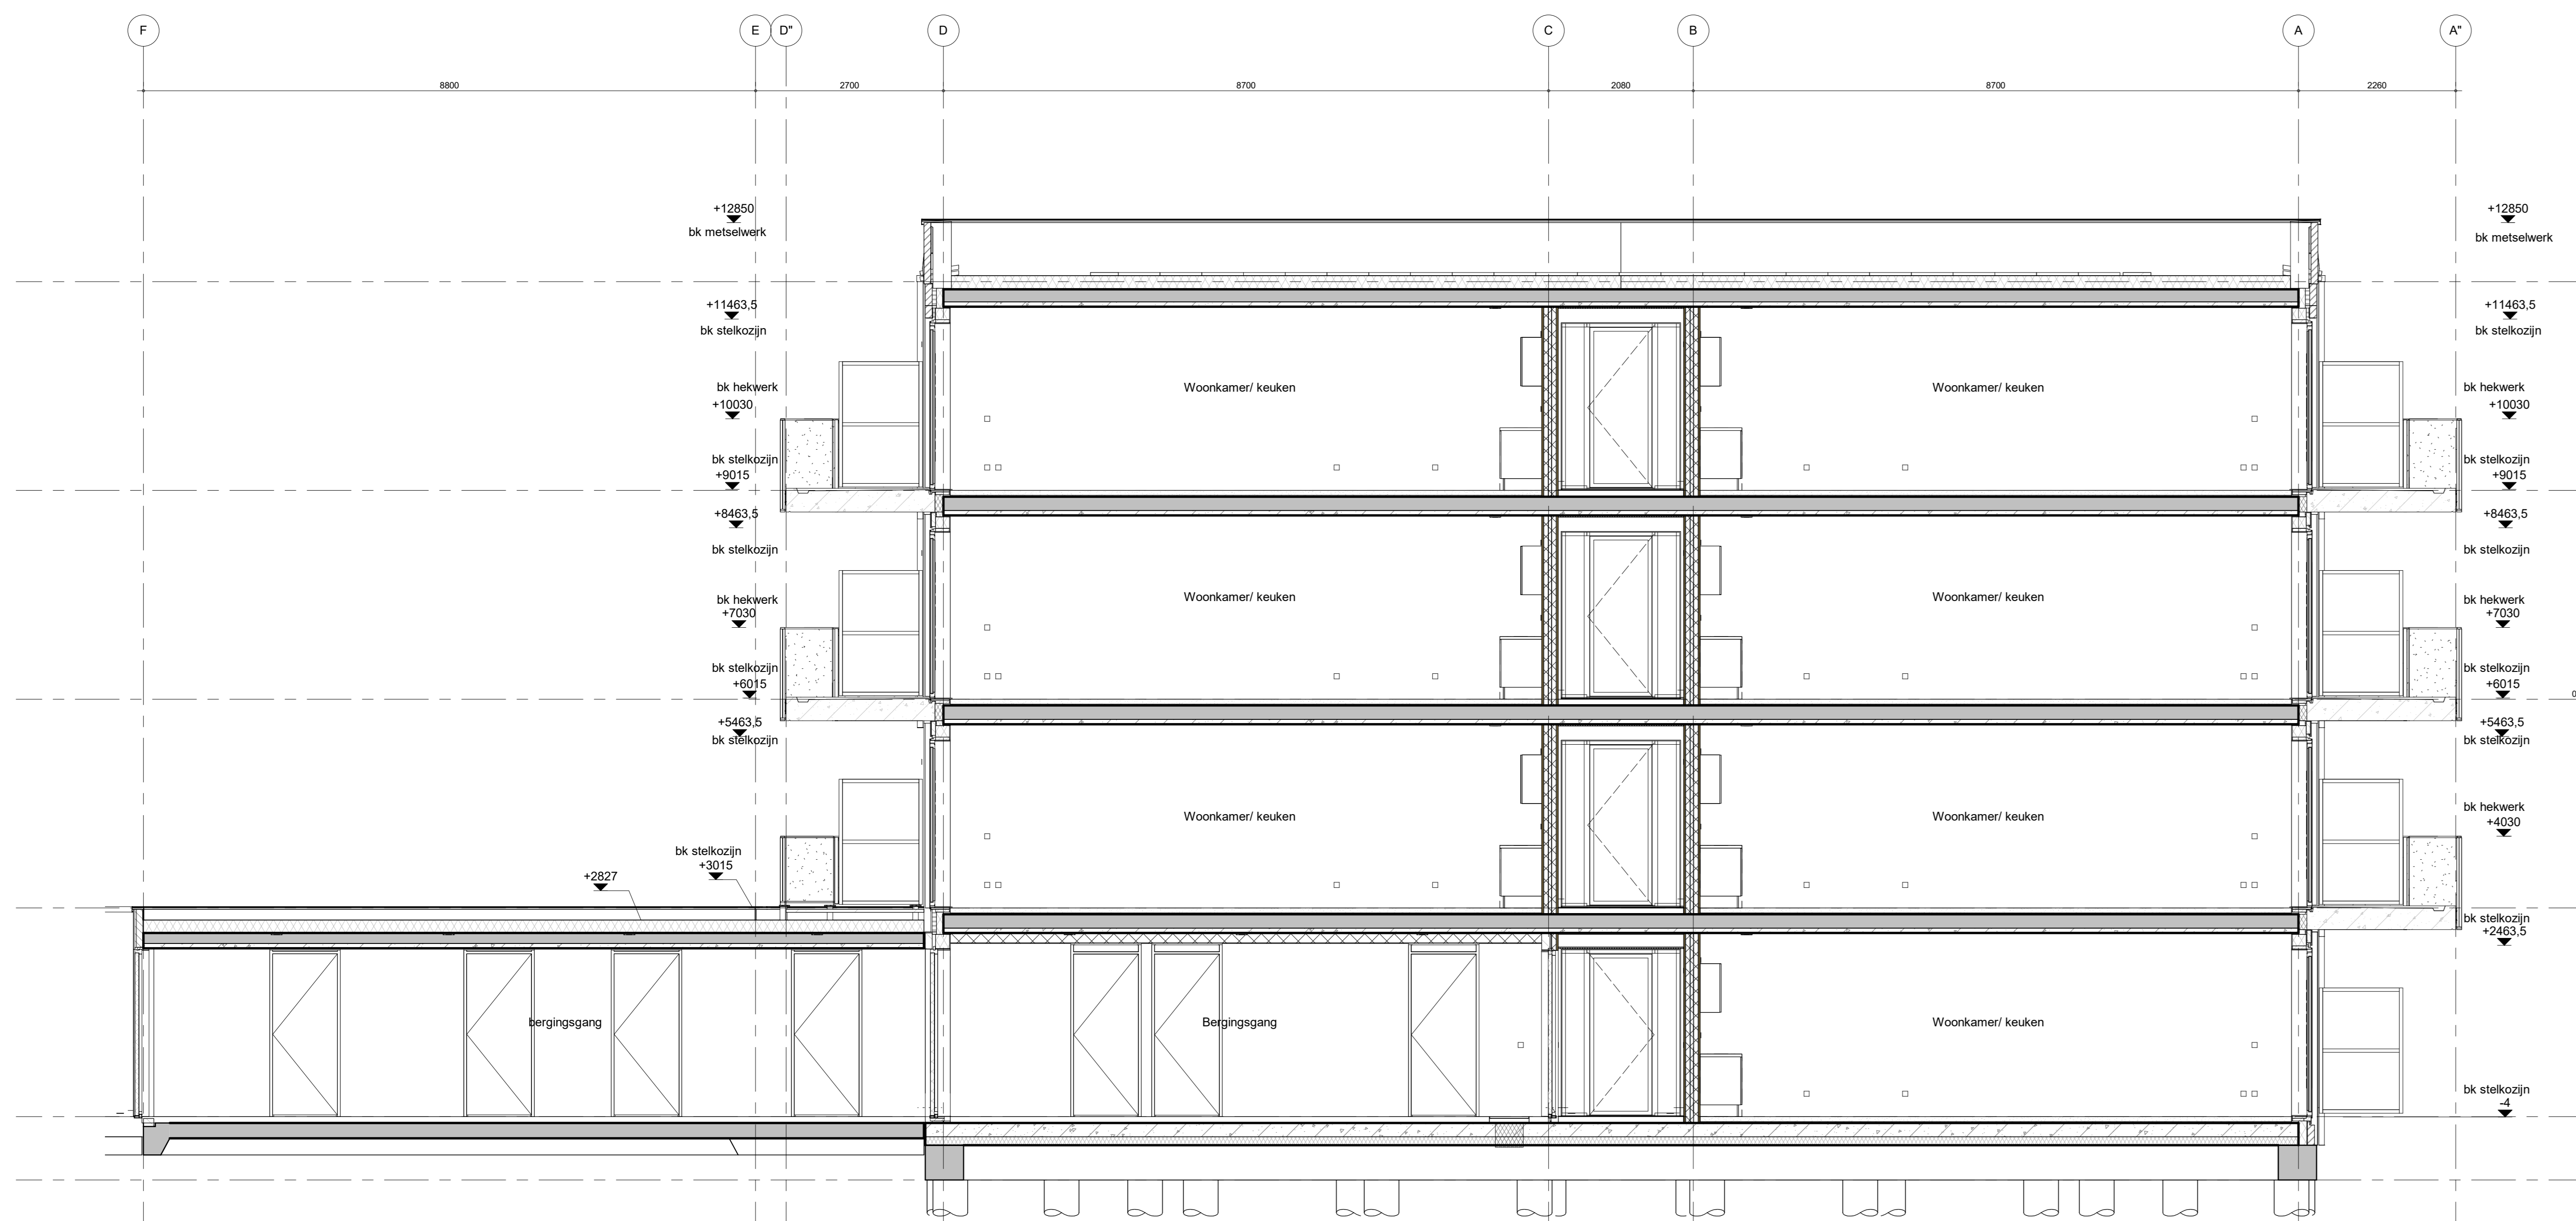 F E D" D C B A A"
8800 2700 8700 2080 8700 2260
+12850
bk metselwerk
+12850
bk metselwerk
+11463,5
bk stelkozijn
+11463,5
bk stelkozijn
bk hekwerk
+10030
Woonkamer/ keuken
Woonkamer/ keuken
bk hekwerk
+10030
bk stelkozijn
+9015
bk stelkozijn
+9015
+8463,5
bk stelkozijn
+8463,5
bk stelkozijn
bk hekwerk
+7030
Woonkamer/ keuken
Woonkamer/ keuken
bk hekwerk
+7030
bk stelkozijn
+6015
bk stelkozijn
+6015
0
+5463,5
bk stelkozijn
+5463,5
bk stelkozijn
Woonkamer/ keuken
Woonkamer/ keuken
bk hekwerk
+4030
bk stelkozijn
+3015
+2827
bk stelkozijn
+2463,5
bergingsgang
Bergingsgang
Woonkamer/ keuken
bk stelkozijn
-4